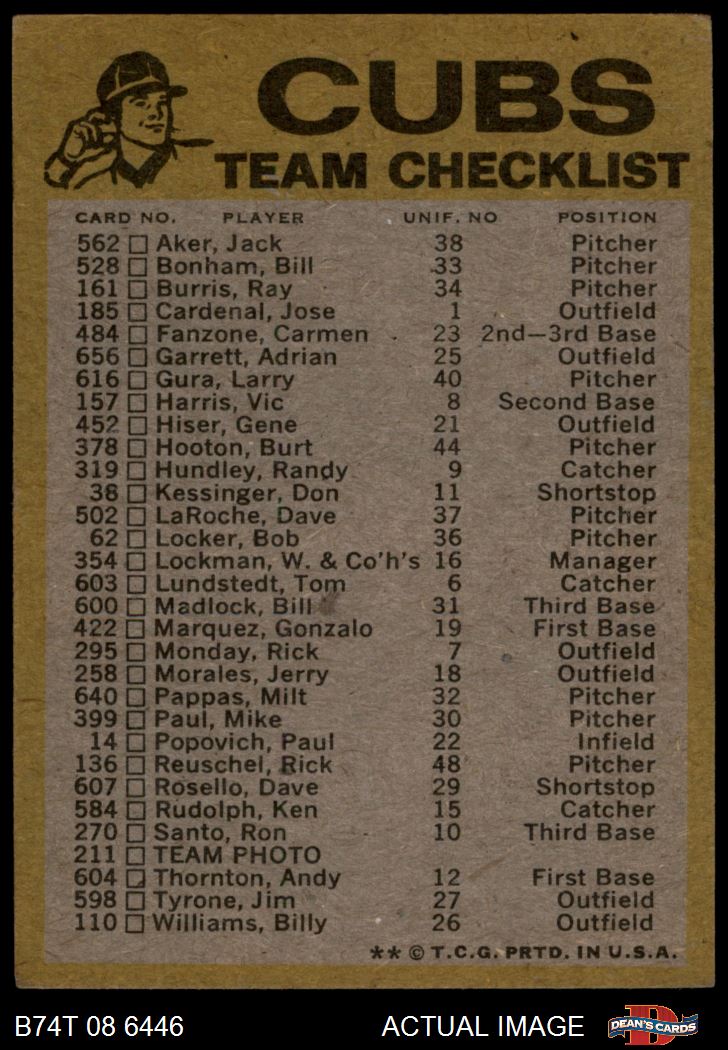 CUBS
TEAM CHECKLIST
CARD NO. PLAYER UNIF. NO POSITION
562 Aker, Jack 38 Pitcher
528 Bonham, Bill 33 Pitcher
161 Burris, Ray 34 Pitcher
185 Cardenal, Jose 1 Outfield
484 Fanzone, Carmen 23 2nd—3rd Base
656 Garrett, Adrian 25 Outfield
616 Gura, Larry 40 Pitcher
157 Harris, Vic 8 Second Base
452 Hiser, Gene 21 Outfield
378 Hooton, Burt 44 Pitcher
319 Hundley, Randy 9 Catcher
38 Kessinger, Don 11 Shortstop
502 LaRoche, Dave 37 Pitcher
62 Locker, Bob 36 Pitcher
354 Lockman, W. & Co'h's 16 Manager
603 Lundstedt, Tom 6 Catcher
600 Madlock, Bill 31 Third Base
422 Marquez, Gonzalo 19 First Base
295 Monday, Rick 7 Outfield
258 Morales, Jerry 18 Outfield
640 Pappas, Milt 32 Pitcher
399 Paul, Mike 30 Pitcher
14 Popovich, Paul 22 Infield
136 Reuschel, Rick 48 Pitcher
607 Rosello, Dave 29 Shortstop
584 Rudolph, Ken 15 Catcher
270 Santo, Ron 10 Third Base
211 TEAM PHOTO
604 Thornton, Andy 12 First Base
598 Tyrone, Jim 27 Outfield
110 Williams, Billy 26 Outfield
** © T.C.G. PRTD. IN U.S.A.
B74T 08 6446 ACTUAL IMAGE DEAN'S CARDS